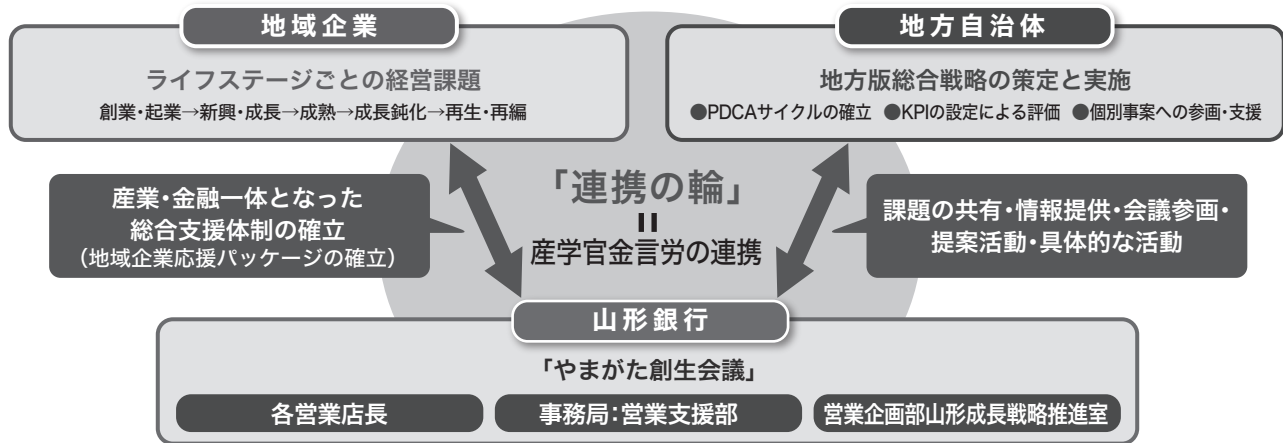 地域企業
ライフステージごとの経営課題
創業・起業→新興・成長→成熟→成長鈍化→再生・再編
地方自治体
地方版総合戦略の策定と実施
●PDCAサイクルの確立 ●KPIの設定による評価 ●個別事案への参画・支援
産業・金融一体となった
総合支援体制の確立
（地域企業応援パッケージの確立）
「連携の輪」
＝
産学官金言労の連携
課題の共有・情報提供・会議参画・
提案活動・具体的な活動
山形銀行
「やまがた創生会議」
各営業店長
事務局：営業支援部
営業企画部山形成長戦略推進室